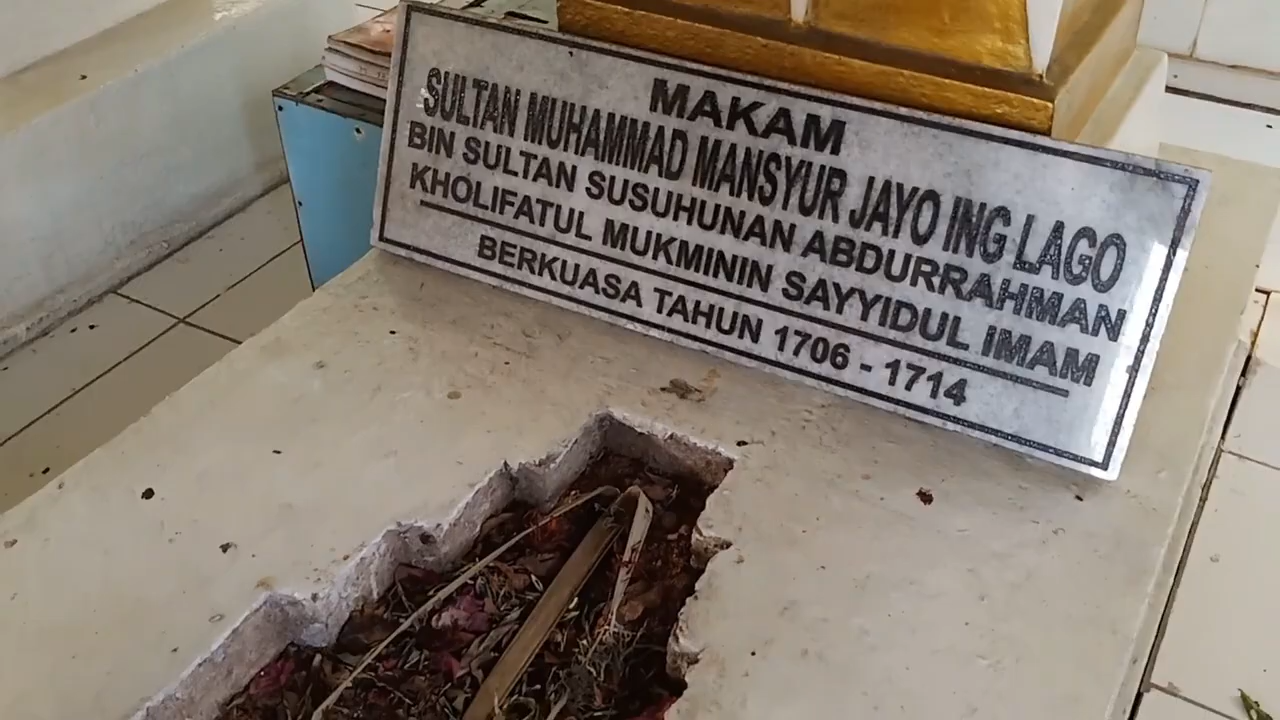 MAKAM
SULTAN MUHAMMAD MANSYUR JAYO ING LAGO
BIN SULTAN SUSUHUNAN ABDURRAHMAN
KHOLIFATUL MUKMININ SAYYIDUL IMAM
BERKUASA TAHUN 1706 - 1714